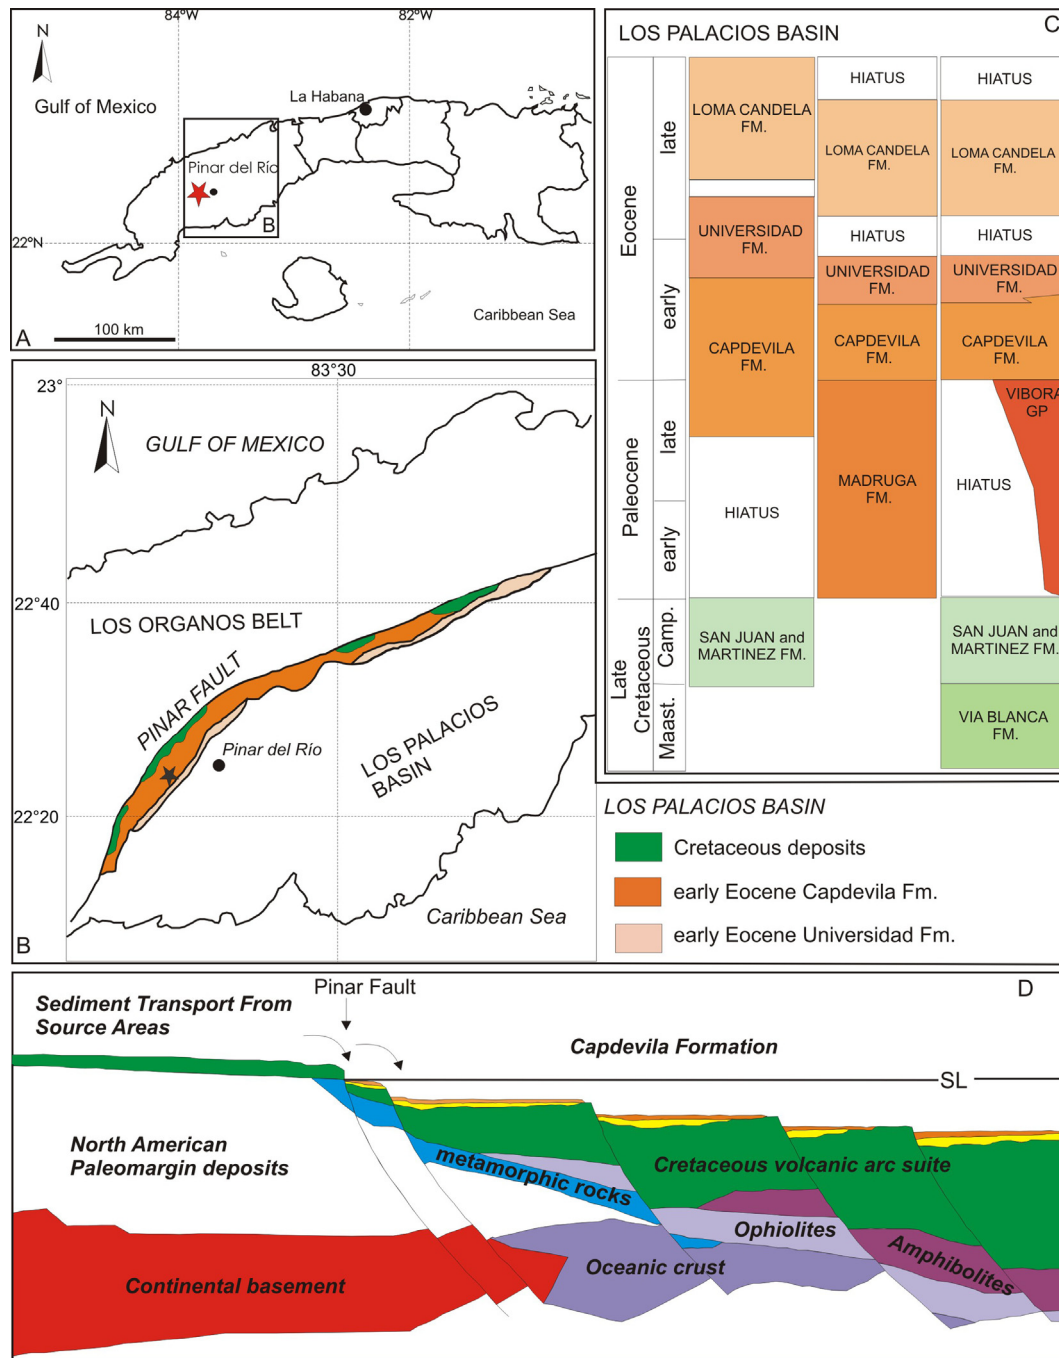 84ºW
82ºW
N
Gulf of Mexico
La Habana
Pinar del Río
B
22ºN
100 km
Caribbean Sea
A
83°30
23°
N
GULF OF MEXICO
22°40
LOS ORGANOS BELT
PINAR FAULT
Pinar del Río
LOS PALACIOS
BASIN
22°20
Caribbean Sea
B
LOS PALACIOS BASIN
C
Eocene
late
early
Paleocene
late
early
Late
Cretaceous
Camp.
Maast.
LOMA CANDELA
FM.
UNIVERSIDAD
FM.
CAPDEVILA
FM.
HIATUS
SAN JUAN and
MARTINEZ FM.
HIATUS
LOMA CANDELA
FM.
HIATUS
UNIVERSIDAD
FM.
CAPDEVILA
FM.
MADRUGA
FM.
HIATUS
LOMA CANDELA
FM.
HIATUS
UNIVERSIDAD
FM.
CAPDEVILA
FM.
VIBORA
GP
HIATUS
SAN JUAN and
MARTINEZ FM.
VIA BLANCA
FM.
LOS PALACIOS BASIN
Cretaceous deposits
early Eocene Capdevila Fm.
early Eocene Universidad Fm.
D
Sediment Transport From
Source Areas
Pinar Fault
Capdevila Formation
SL
North American
Paleomargin deposits
metamorphic rocks
Cretaceous volcanic arc suite
Ophiolites
Amphibolites
Oceanic crust
Continental basement